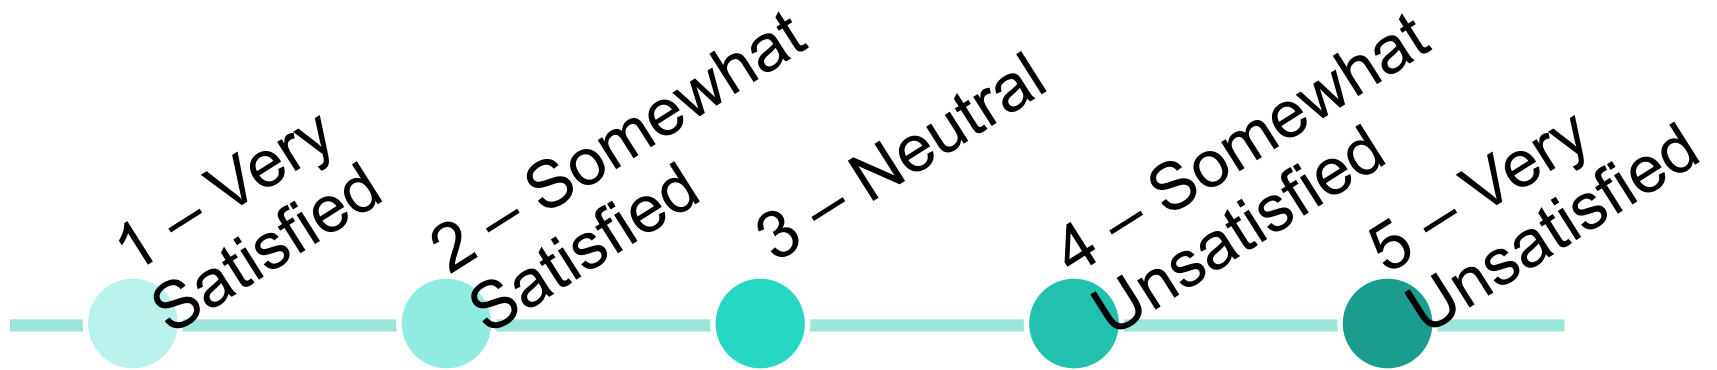 1 – Very
Satisfied
2 – Somewhat
Satisfied
3 – Neutral
4 – Somewhat
Unsatisfied
5 – Very
Unsatisfied